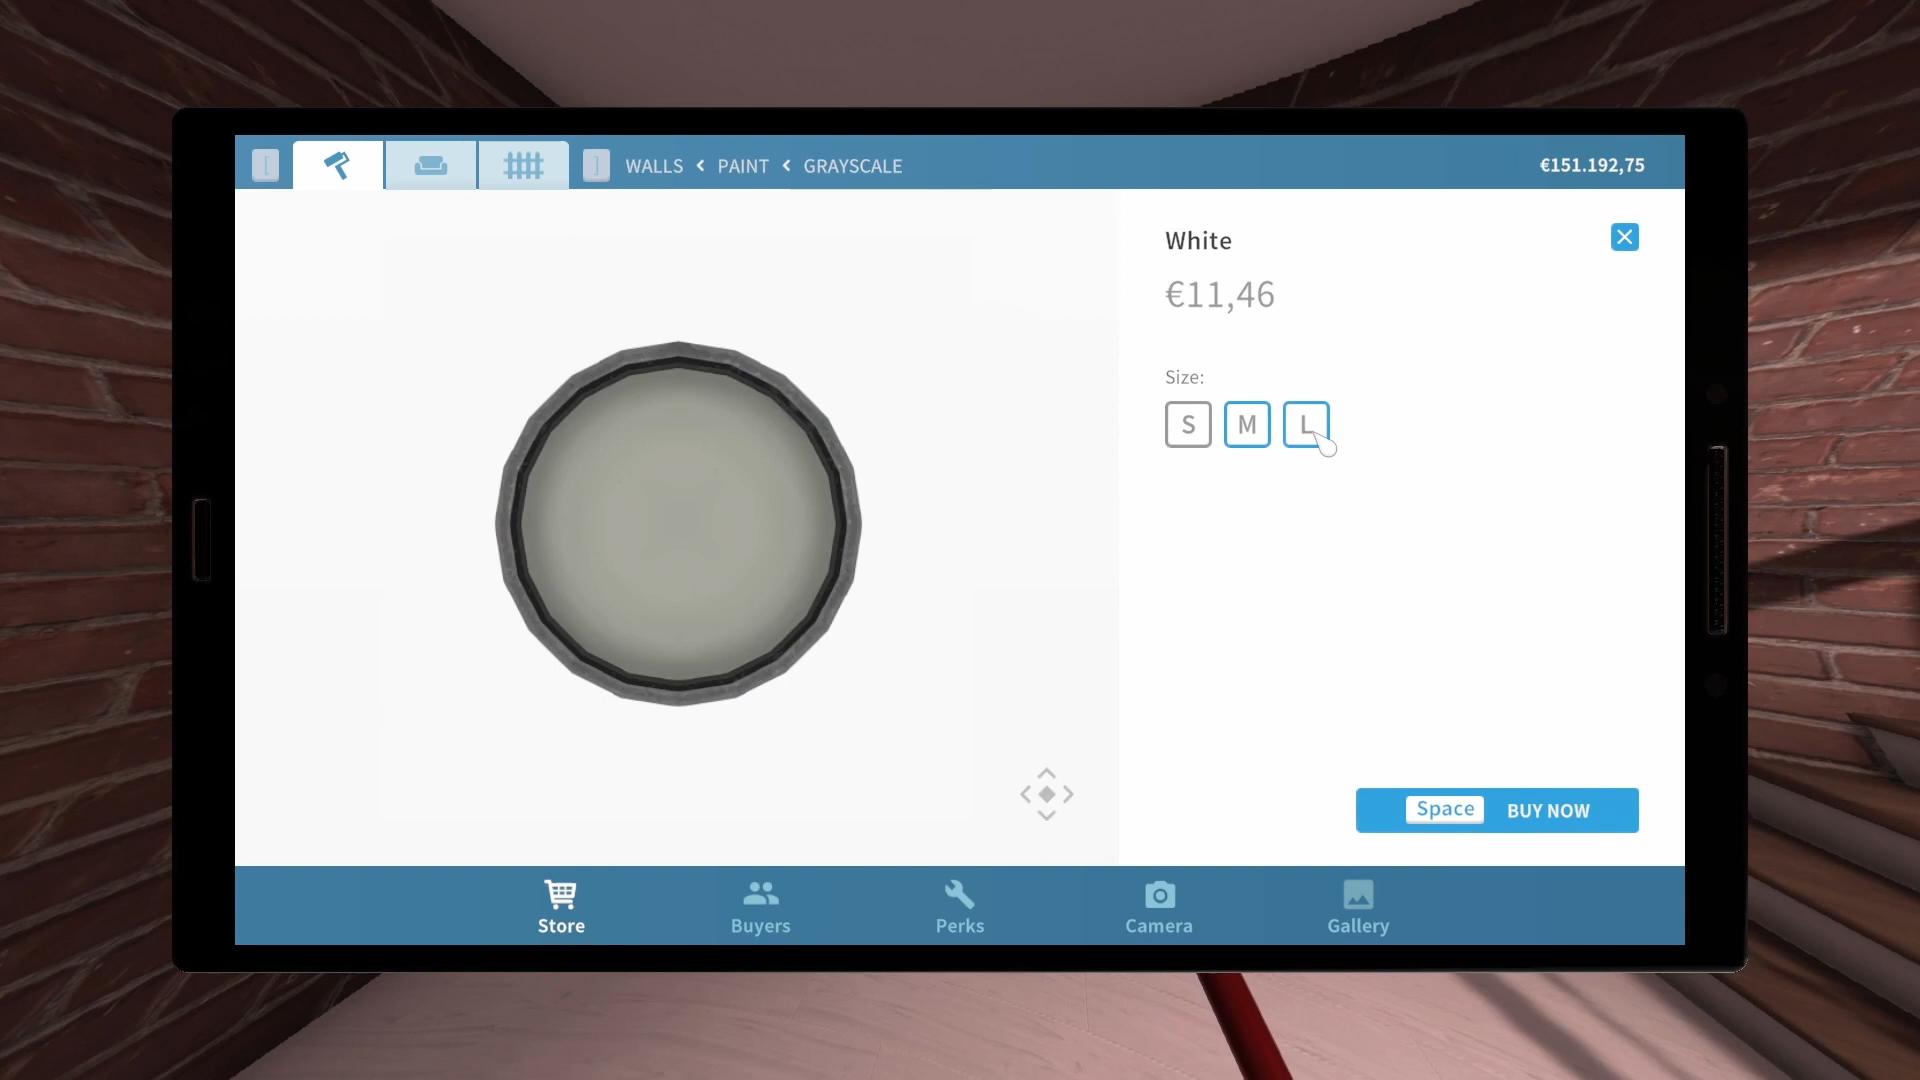 [ ] WALLS < PAINT < GRAYSCALE €151.192,75
White
€11,46
Size:
S M L
Space BUY NOW
Store Buyers Perks Camera Gallery